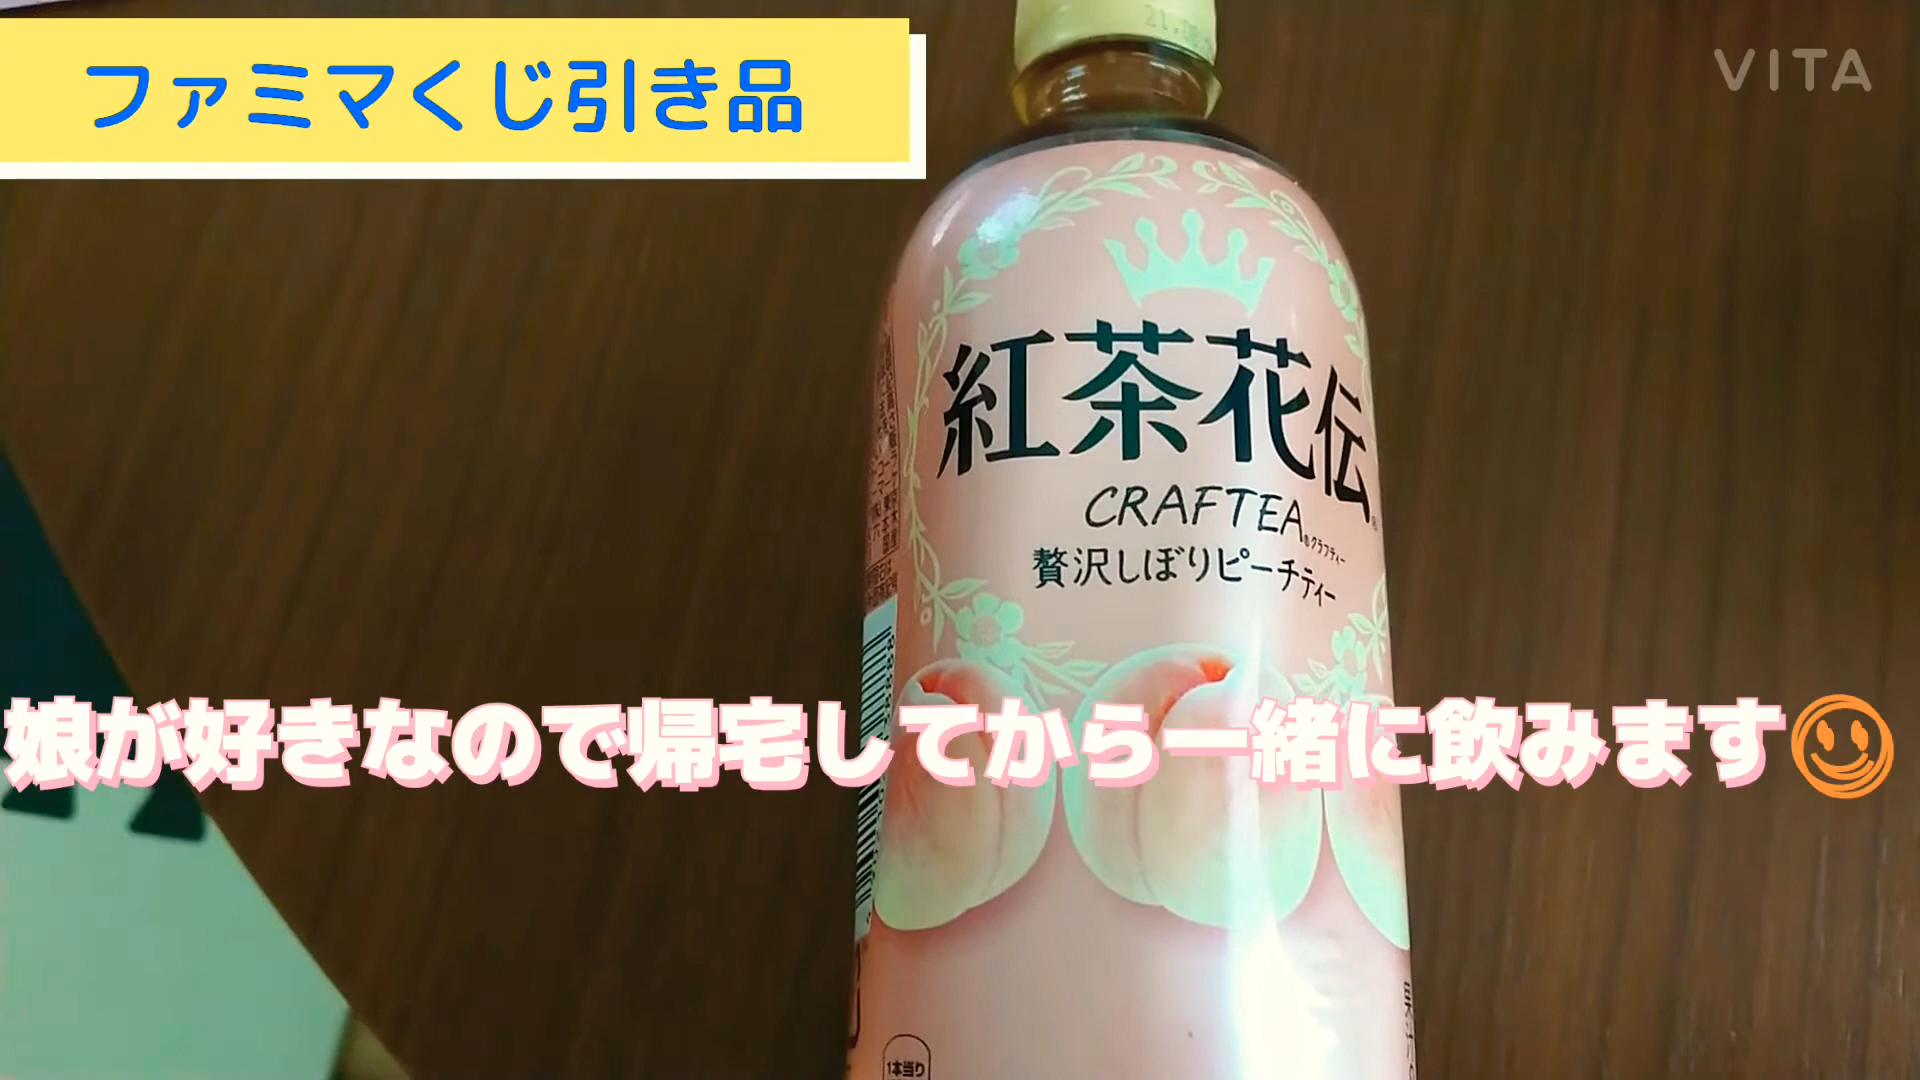 ファミマくじ引き品
VITA
紅茶花伝
CRAFTEA
クラフティー
贅沢しぼりピーチティー
娘が好きなので帰宅してから一緒に飲みます
1本当り